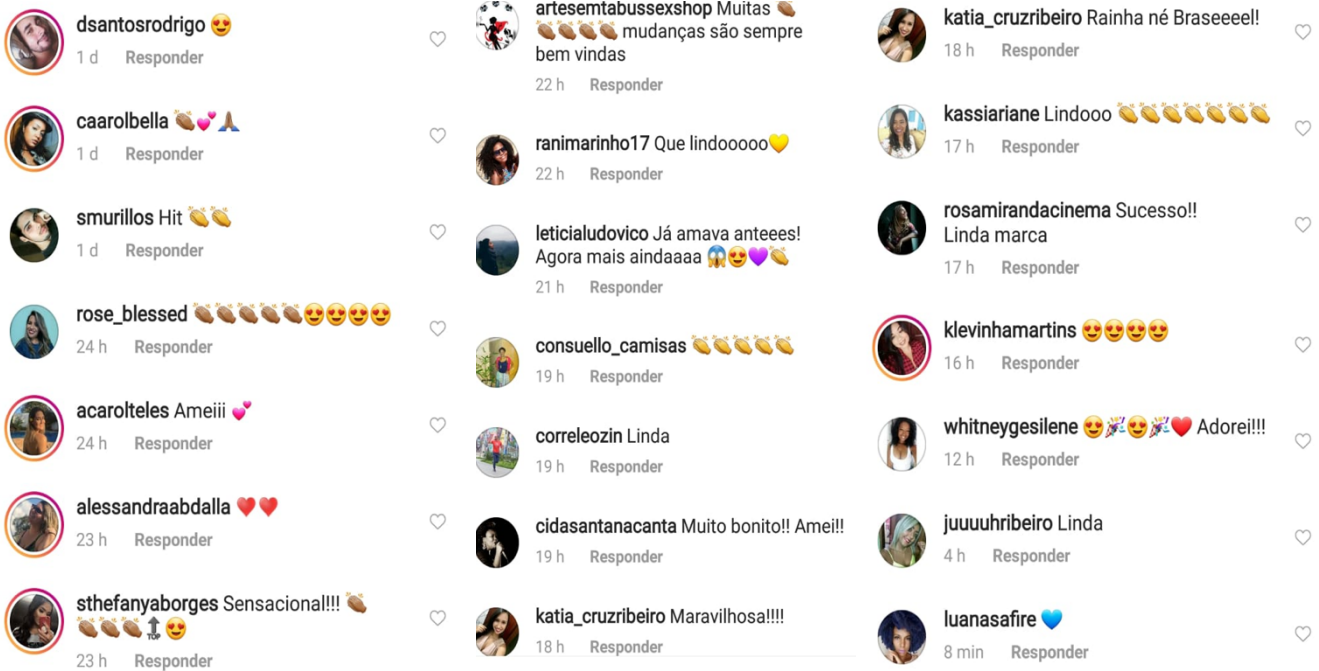 dsantosrodrigo 😍
1 d Responder
caarolbella 👏🏽💕🙏🏽
1 d Responder
smurillos Hit 👏👏
1 d Responder
rose_blessed 👏🏽👏🏽👏🏽👏🏽👏🏽😍😍😍😍
24 h Responder
acarolteles Ameiii 💕
24 h Responder
alessandraabdalla ❤️❤️
23 h Responder
sthefanyaborges Sensacional!!! 👏🏽
👏🏽👏🏽👏🏽🔝😍
23 h Responder
artesemtabussexshop Muitas 👏🏽
👏🏽👏🏽👏🏽👏🏽 mudanças são sempre
bem vindas
22 h Responder
ranimarinho17 Que lindooooo💛
22 h Responder
leticialudovico Já amava anteees!
Agora mais aindaaaa 😱😍💜👏
21 h Responder
consuello_camisas 👏👏👏👏👏
19 h Responder
correleozin Linda
19 h Responder
cidasantanacanta Muito bonito!! Amei!!
19 h Responder
katia_cruzribeiro Maravilhosa!!!!
18 h Responder
katia_cruzribeiro Rainha né Braseeeel!
18 h Responder
kassiariane Lindooo 👏👏👏👏👏👏👏
17 h Responder
rosamirandacinema Sucesso!!
Linda marca
17 h Responder
klevinhamartins 😍😍😍😍
16 h Responder
whitneygesilene 😍🎉😍🎉❤️ Adorei!!!
12 h Responder
juuuuhribeiro Linda
4 h Responder
luanasafire 💙
8 min Responder